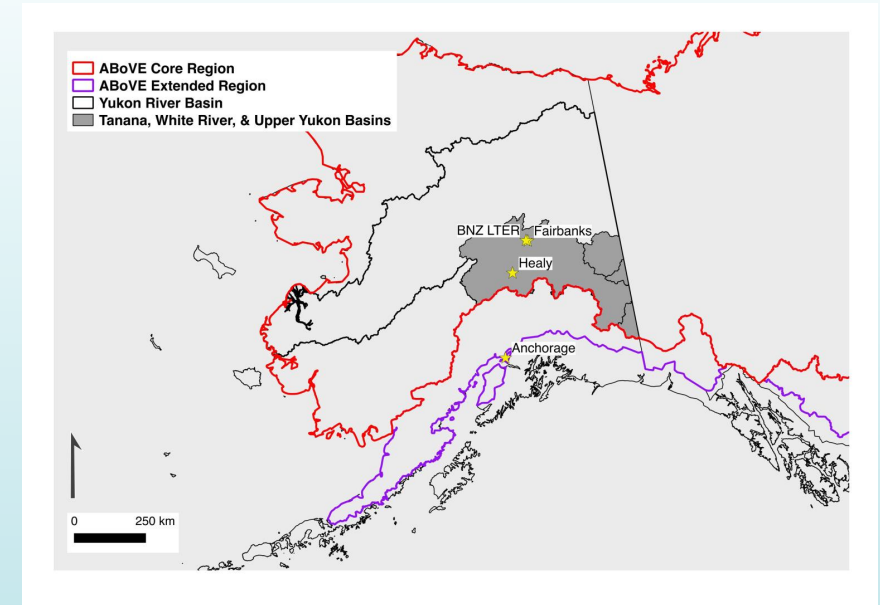 ABoVE Core Region
ABoVE Extended Region
Yukon River Basin
Tanana, White River, & Upper Yukon Basins
BNZ LTER Fairbanks
Healy
Anchorage
0 250 km